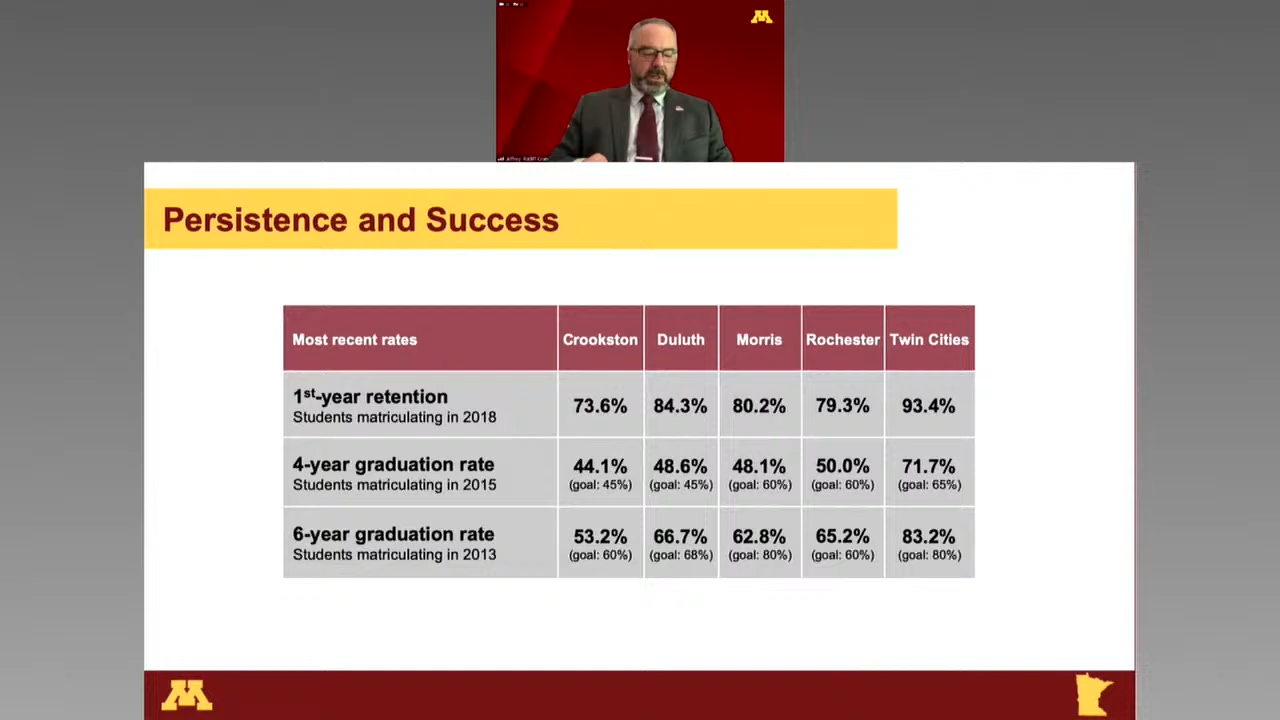 M
Persistence and Success
Most recent rates Crookston Duluth Morris Rochester Twin Cities
1st-year retention 73.6% 84.3% 80.2% 79.3% 93.4%
Students matriculating in 2018
4-year graduation rate 44.1% 48.6% 48.1% 50.0% 71.7%
Students matriculating in 2015 (goal: 45%) (goal: 45%) (goal: 60%) (goal: 60%) (goal: 65%)
6-year graduation rate 53.2% 66.7% 62.8% 65.2% 83.2%
Students matriculating in 2013 (goal: 60%) (goal: 68%) (goal: 80%) (goal: 60%) (goal: 80%)
M